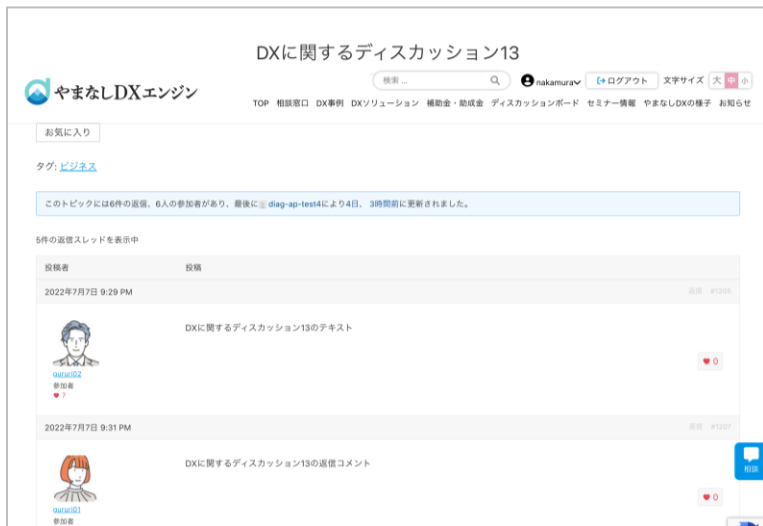 DXに関するディスカッション13
やまなしDXエンジン
検索 ...
nakamura
ログアウト
文字サイズ 大 中 小
TOP 相談窓口 DX事例 DXソリューション 補助金・助成金 ディスカッションボード セミナー情報 やまなしDXの様子 お知らせ
お気に入り
タグ: ビジネス
このトピックには6件の返信、6人の参加者があり、最後に diag-ap-test4により4日、 3時間前に更新されました。
5件の返信スレッドを表示中
投稿者 投稿
2022年7月7日 9:29 PM 返信 #1206
DXに関するディスカッション13のテキスト
gururi02
参加者
7
0
2022年7月7日 9:31 PM 返信 #1207
DXに関するディスカッション13の返信コメント
gururi01
参加者
0
相談